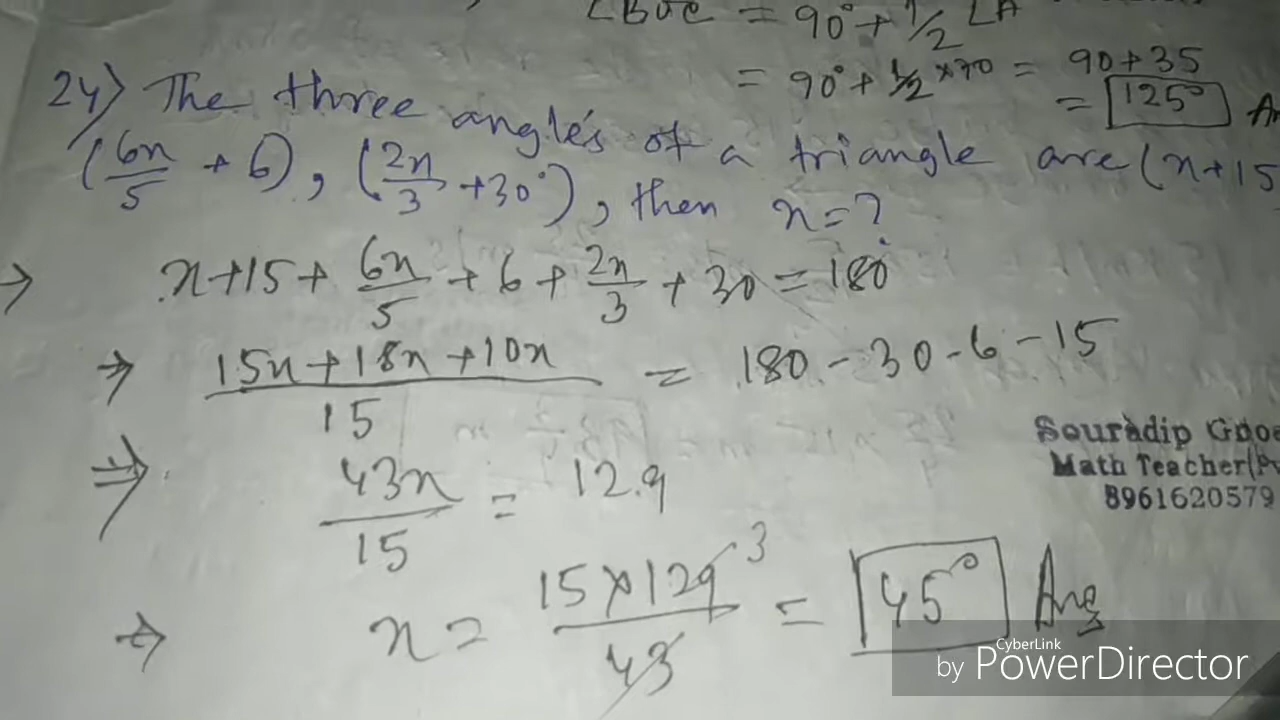 ∠BOC = 90° + 1/2 ∠A
= 90° + 1/2 × 70 = 90 + 35
= 125°
24) The three angles of a triangle are (x+15
(6x/5 + 6), (2x/3 + 30°), then x = ?
→ x + 15 + 6x/5 + 6 + 2x/3 + 30 = 180°
⇒ 15x + 18x + 10x / 15 = 180 - 30 - 6 - 15
⇒ 43x / 15 = 129
⇒ x = 15 × 129 / 43 3 = 45° Ans
Souradip
Math Teacher
8961620579
CyberLink
by PowerDirector